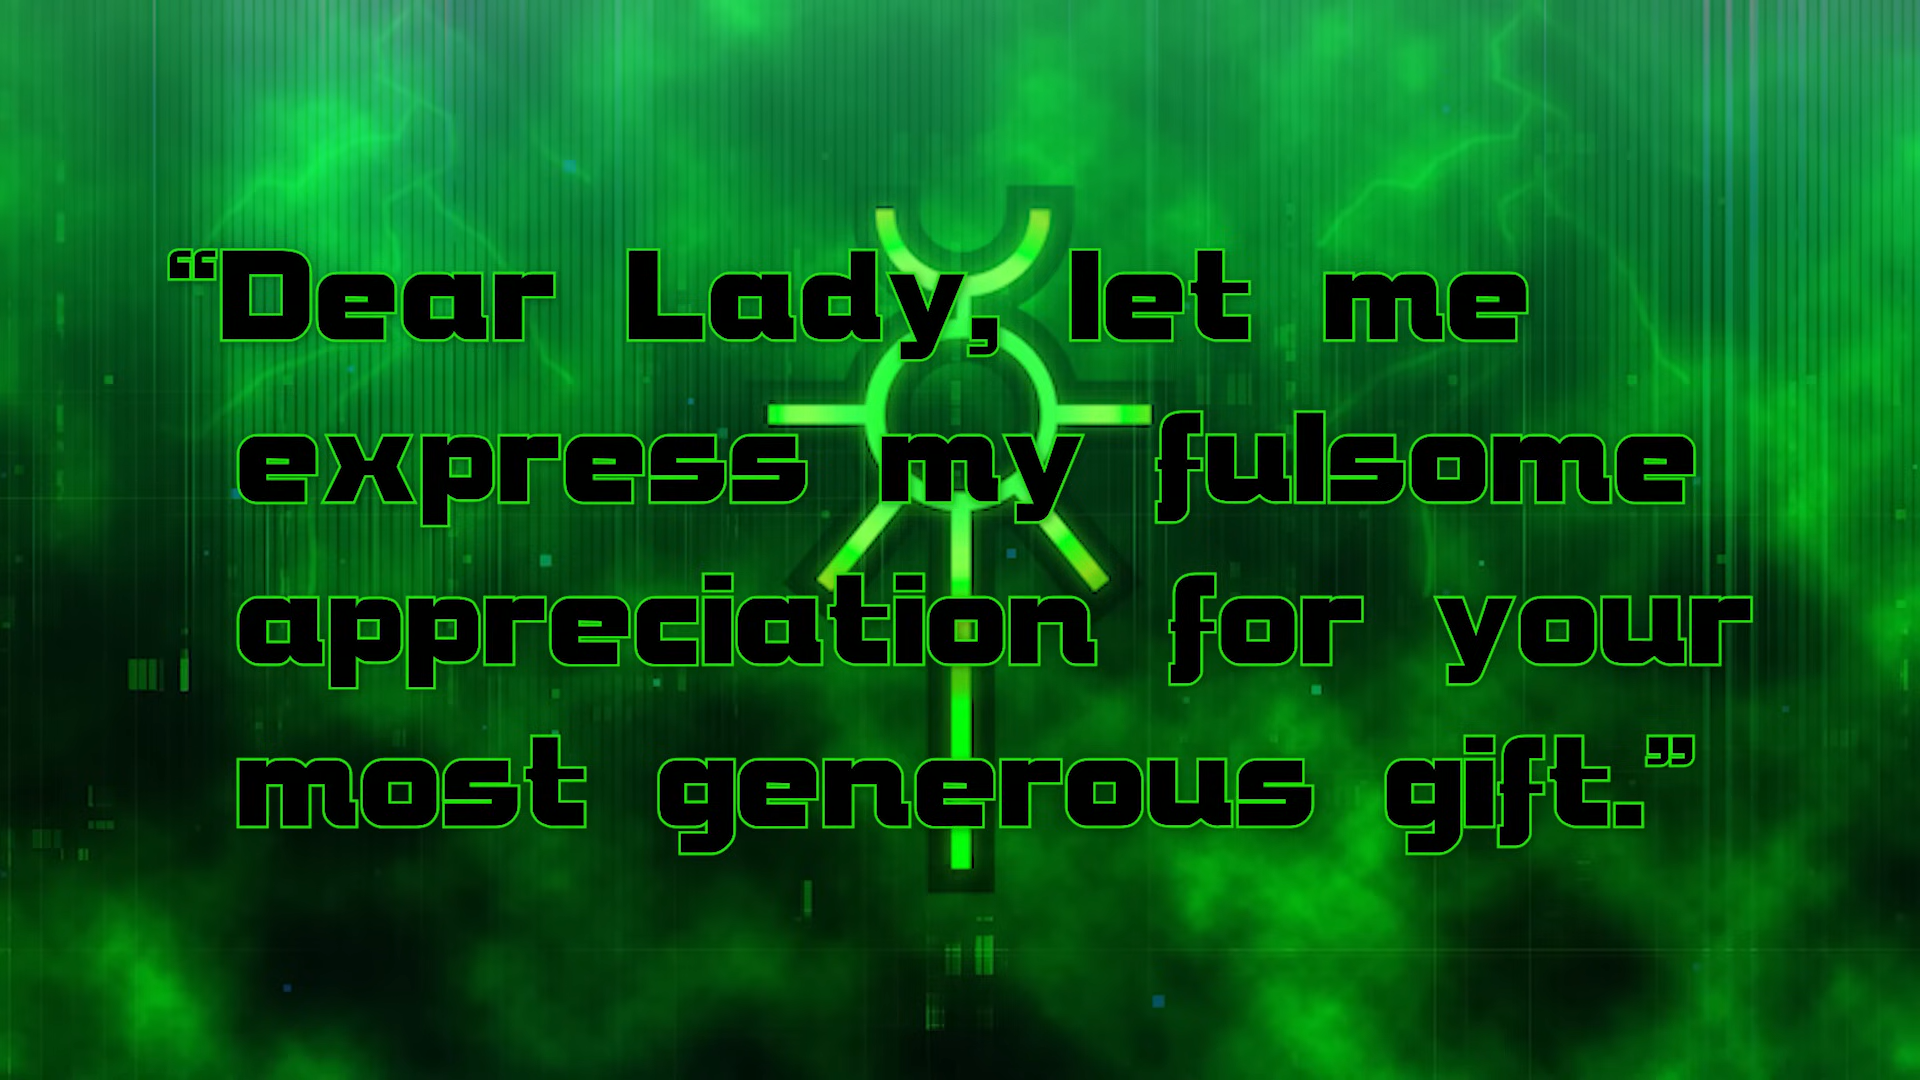 “Dear Lady, let me
express my fulsome
appreciation for your
most generous gift.”